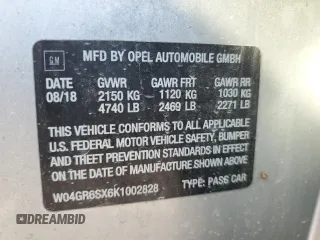 GM
MFD BY OPEL AUTOMOBILE GMBH
DATE GVWR GAWR FRT GAWR RR
08/18 2150 KG 1120 KG 1030 KG
4740 LB 2469 LB 2271 LB
THIS VEHICLE CONFORMS TO ALL APPLICABLE
U.S. FEDERAL MOTOR VEHICLE SAFETY, BUMPER
AND THEFT PREVENTION STANDARDS IN EFFECT
ON THE DATE OF MANUFACTURE SHOWN ABOVE
W04GR6SX6K1002828 TYPE: PASS CAR
DREAMBID